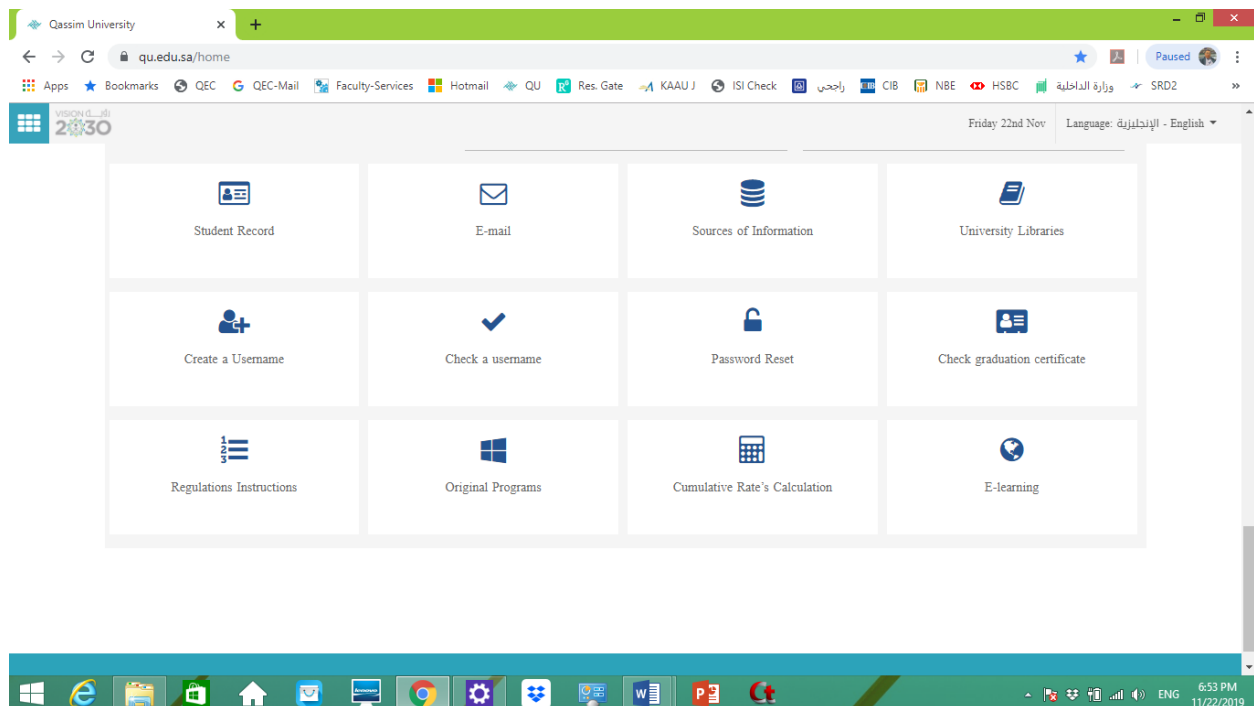 Qassim University
qu.edu.sa/home
Paused
Apps Bookmarks QEC QEC-Mail Faculty-Services Hotmail QU Res. Gate KAAU J ISI Check راجحي CIB NBE HSBC وزارة الداخلية SRD2 »
VISION رؤيـــة
2030
Friday 22nd Nov Language: الإنجليزية - English
Student Record E-mail Sources of Information University Libraries
Create a Username Check a username Password Reset Check graduation certificate
Regulations Instructions Original Programs Cumulative Rate's Calculation E-learning
ENG 6:53 PM
11/22/2019